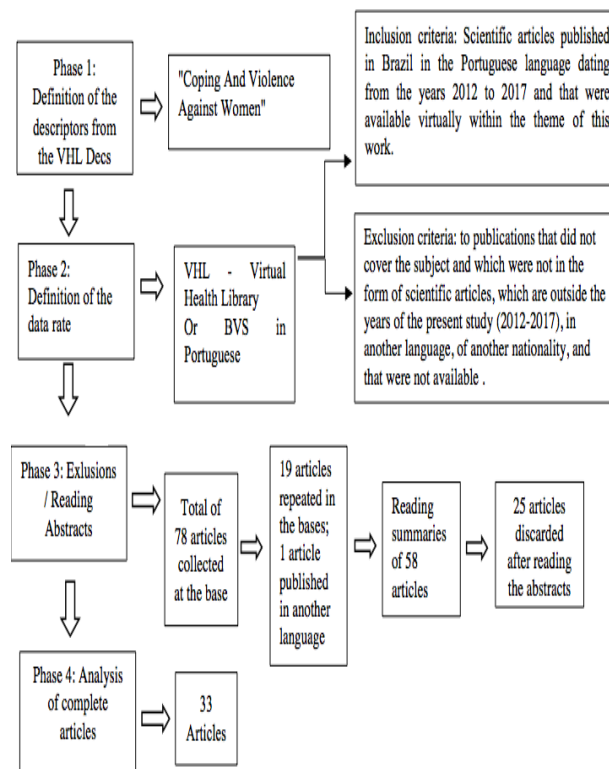 Phase 1:
Definition of the
descriptors from
the VHL Decs
"Coping And Violence
Against Women"
Inclusion criteria: Scientific articles published
in Brazil in the Portuguese language dating
from the years 2012 to 2017 and that were
available virtually within the theme of this
work.
Phase 2:
Definition of the
data rate
VHL - Virtual
Health Library
Or BVS in
Portuguese
Exclusion criteria: to publications that did not
cover the subject and which were not in the
form of scientific articles, which are outside the
years of the present study (2012-2017), in
another language, of another nationality, and
that were not available .
Phase 3: Exlusions
/ Reading
Abstracts
Total of
78 articles
collected
at the base
19 articles
repeated in
the bases;
1 article
published
in another
language
Reading
summaries
of 58
articles
25 articles
discarded
after reading
the abstracts
Phase 4: Analysis
of complete
articles
33
Articles